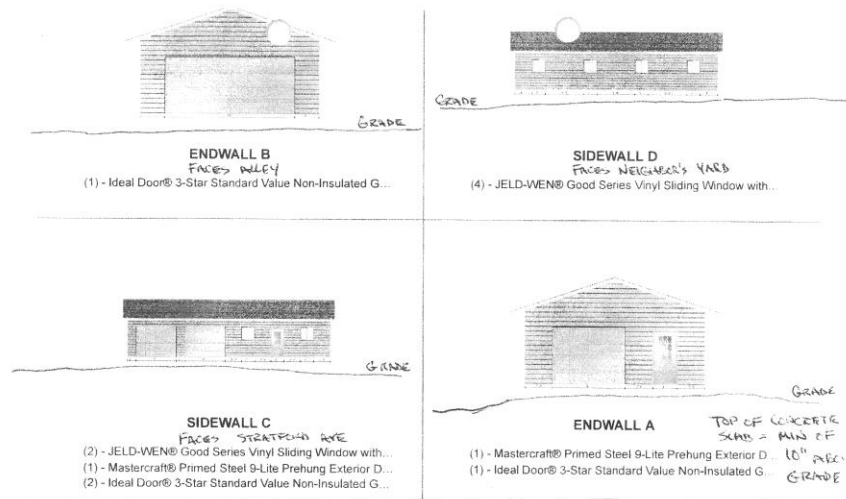 GRADE
ENDWALL B
FACES ALLEY
(1) - Ideal Door® 3-Star Standard Value Non-Insulated G...
GRADE
SIDEWALL D
FACES NEIGHBOR'S YARD
(4) - JELD-WEN® Good Series Vinyl Sliding Window with...
GRADE
SIDEWALL C
FACES STRATFORD AVE
(2) - JELD-WEN® Good Series Vinyl Sliding Window with...
(1) - Mastercraft® Primed Steel 9-Lite Prehung Exterior D...
(2) - Ideal Door® 3-Star Standard Value Non-Insulated G...
GRADE
ENDWALL A
(1) - Mastercraft® Primed Steel 9-Lite Prehung Exterior D...
(1) - Ideal Door® 3-Star Standard Value Non-Insulated G...
TOP OF CONCRETE
SLAB = MIN OF
10"
GRADE